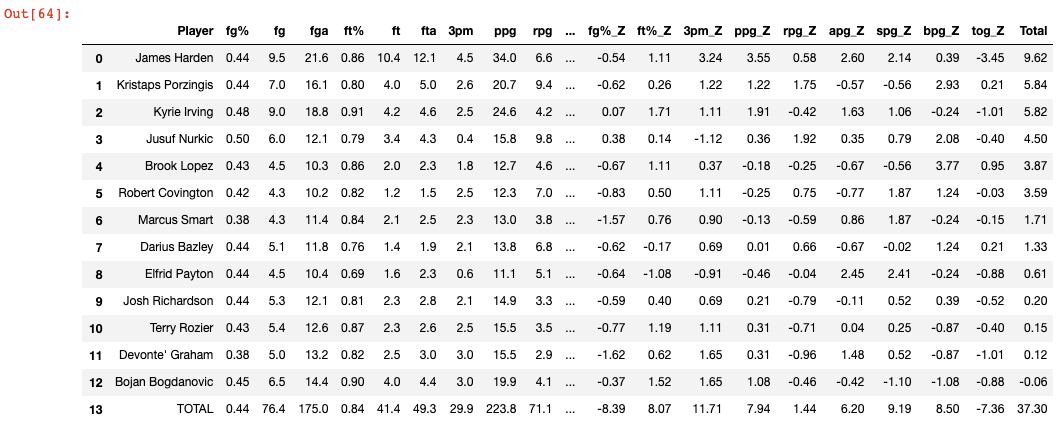 Out[64]:
Player fg% fg fga ft% ft fta 3pm ppg rpg ... fg%_Z ft%_Z 3pm_Z ppg_Z rpg_Z apg_Z spg_Z bpg_Z tog_Z Total
0 James Harden 0.44 9.5 21.6 0.86 10.4 12.1 4.5 34.0 6.6 ... -0.54 1.11 3.24 3.55 0.58 2.60 2.14 0.39 -3.45 9.62
1 Kristaps Porzingis 0.44 7.0 16.1 0.80 4.0 5.0 2.6 20.7 9.4 ... -0.62 0.26 1.22 1.22 1.75 -0.57 -0.56 2.93 0.21 5.84
2 Kyrie Irving 0.48 9.0 18.8 0.91 4.2 4.6 2.5 24.6 4.2 ... 0.07 1.71 1.11 1.91 -0.42 1.63 1.06 -0.24 -1.01 5.82
3 Jusuf Nurkic 0.50 6.0 12.1 0.79 3.4 4.3 0.4 15.8 9.8 ... 0.38 0.14 -1.12 0.36 1.92 0.35 0.79 2.08 -0.40 4.50
4 Brook Lopez 0.43 4.5 10.3 0.86 2.0 2.3 1.8 12.7 4.6 ... -0.67 1.11 0.37 -0.18 -0.25 -0.67 -0.56 3.77 0.95 3.87
5 Robert Covington 0.42 4.3 10.2 0.82 1.2 1.5 2.5 12.3 7.0 ... -0.83 0.50 1.11 -0.25 0.75 -0.77 1.87 1.24 -0.03 3.59
6 Marcus Smart 0.38 4.3 11.4 0.84 2.1 2.5 2.3 13.0 3.8 ... -1.57 0.76 0.90 -0.13 -0.59 0.86 1.87 -0.24 -0.15 1.71
7 Darius Bazley 0.44 5.1 11.8 0.76 1.4 1.9 2.1 13.8 6.8 ... -0.62 -0.17 0.69 0.01 0.66 -0.67 -0.02 1.24 0.21 1.33
8 Elfrid Payton 0.44 4.5 10.4 0.69 1.6 2.3 0.6 11.1 5.1 ... -0.64 -1.08 -0.91 -0.46 -0.04 2.45 2.41 -0.24 -0.88 0.61
9 Josh Richardson 0.44 5.3 12.1 0.81 2.3 2.8 2.1 14.9 3.3 ... -0.59 0.40 0.69 0.21 -0.79 -0.11 0.52 0.39 -0.52 0.20
10 Terry Rozier 0.43 5.4 12.6 0.87 2.3 2.6 2.5 15.5 3.5 ... -0.77 1.19 1.11 0.31 -0.71 0.04 0.25 -0.87 -0.40 0.15
11 Devonte' Graham 0.38 5.0 13.2 0.82 2.5 3.0 3.0 15.5 2.9 ... -1.62 0.62 1.65 0.31 -0.96 1.48 0.52 -0.87 -1.01 0.12
12 Bojan Bogdanovic 0.45 6.5 14.4 0.90 4.0 4.4 3.0 19.9 4.1 ... -0.37 1.52 1.65 1.08 -0.46 -0.42 -1.10 -1.08 -0.88 -0.06
13 TOTAL 0.44 76.4 175.0 0.84 41.4 49.3 29.9 223.8 71.1 ... -8.39 8.07 11.71 7.94 1.44 6.20 9.19 8.50 -7.36 37.30